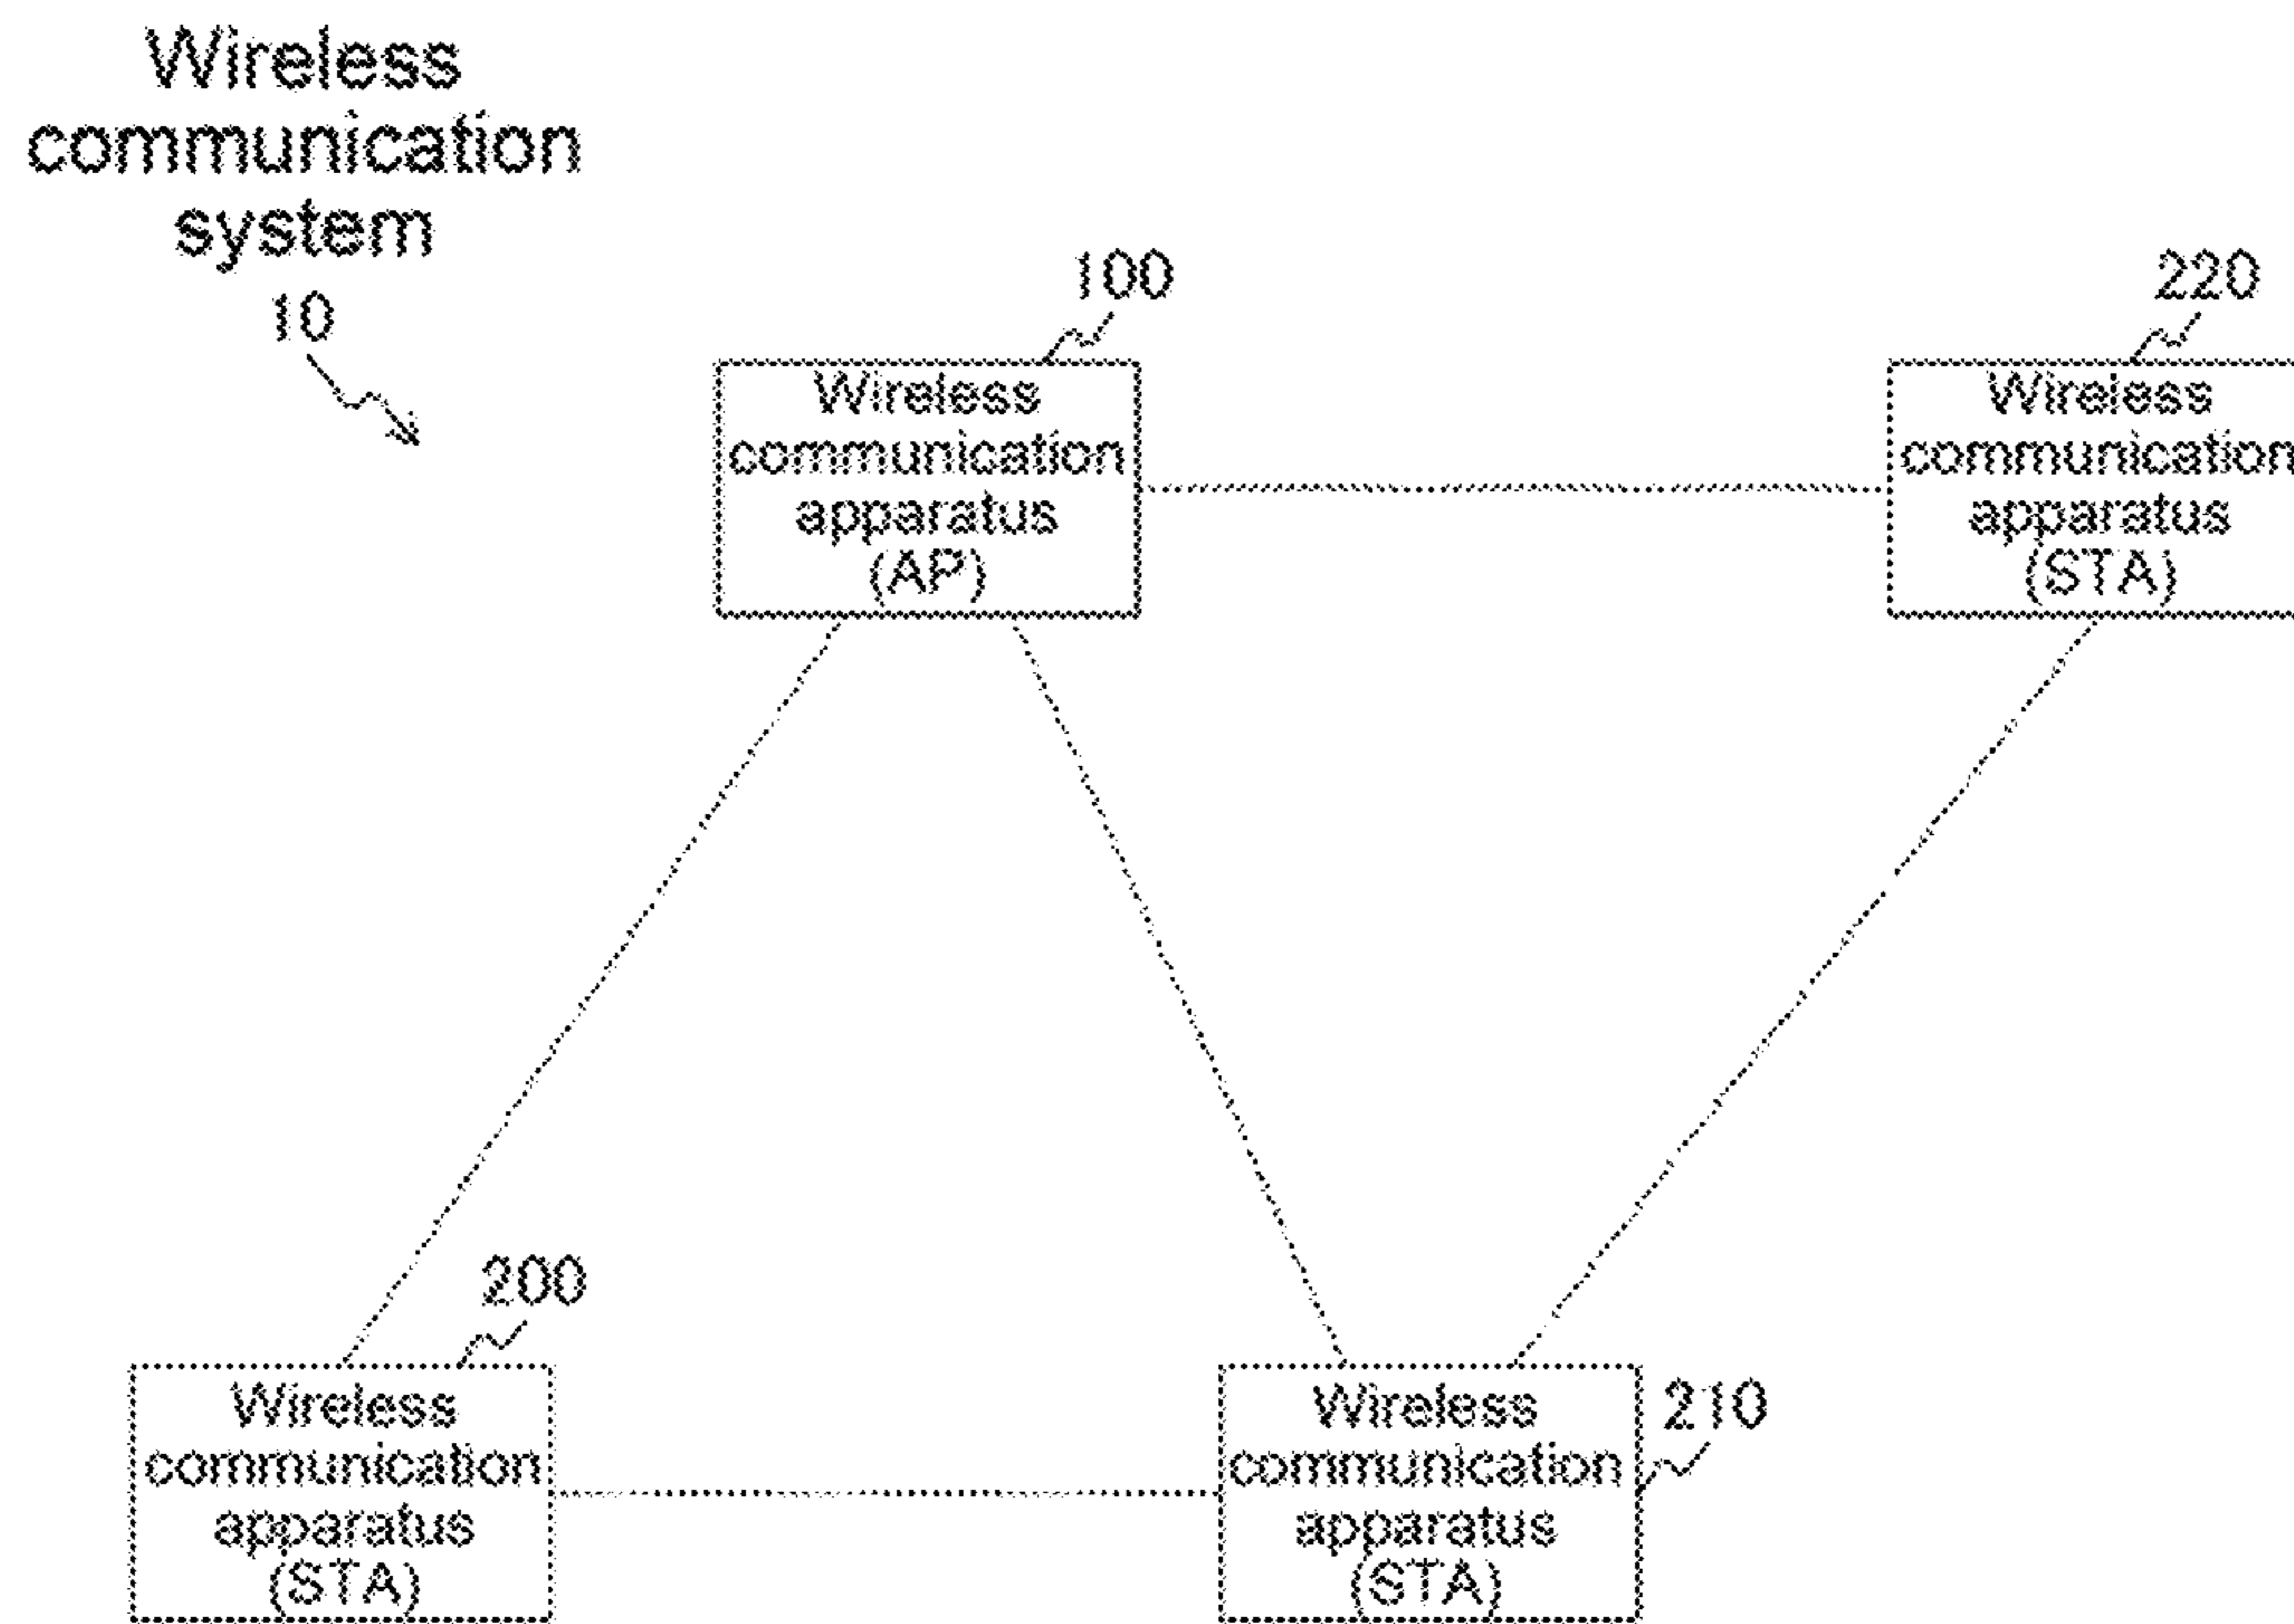 Wireless
communication
system
10
100
220
Wireless
communication
apparatus
(AP)
Wireless
communication
apparatus
(STA)
200
Wireless
communication
apparatus
(STA)
210
Wireless
communication
apparatus
(STA)